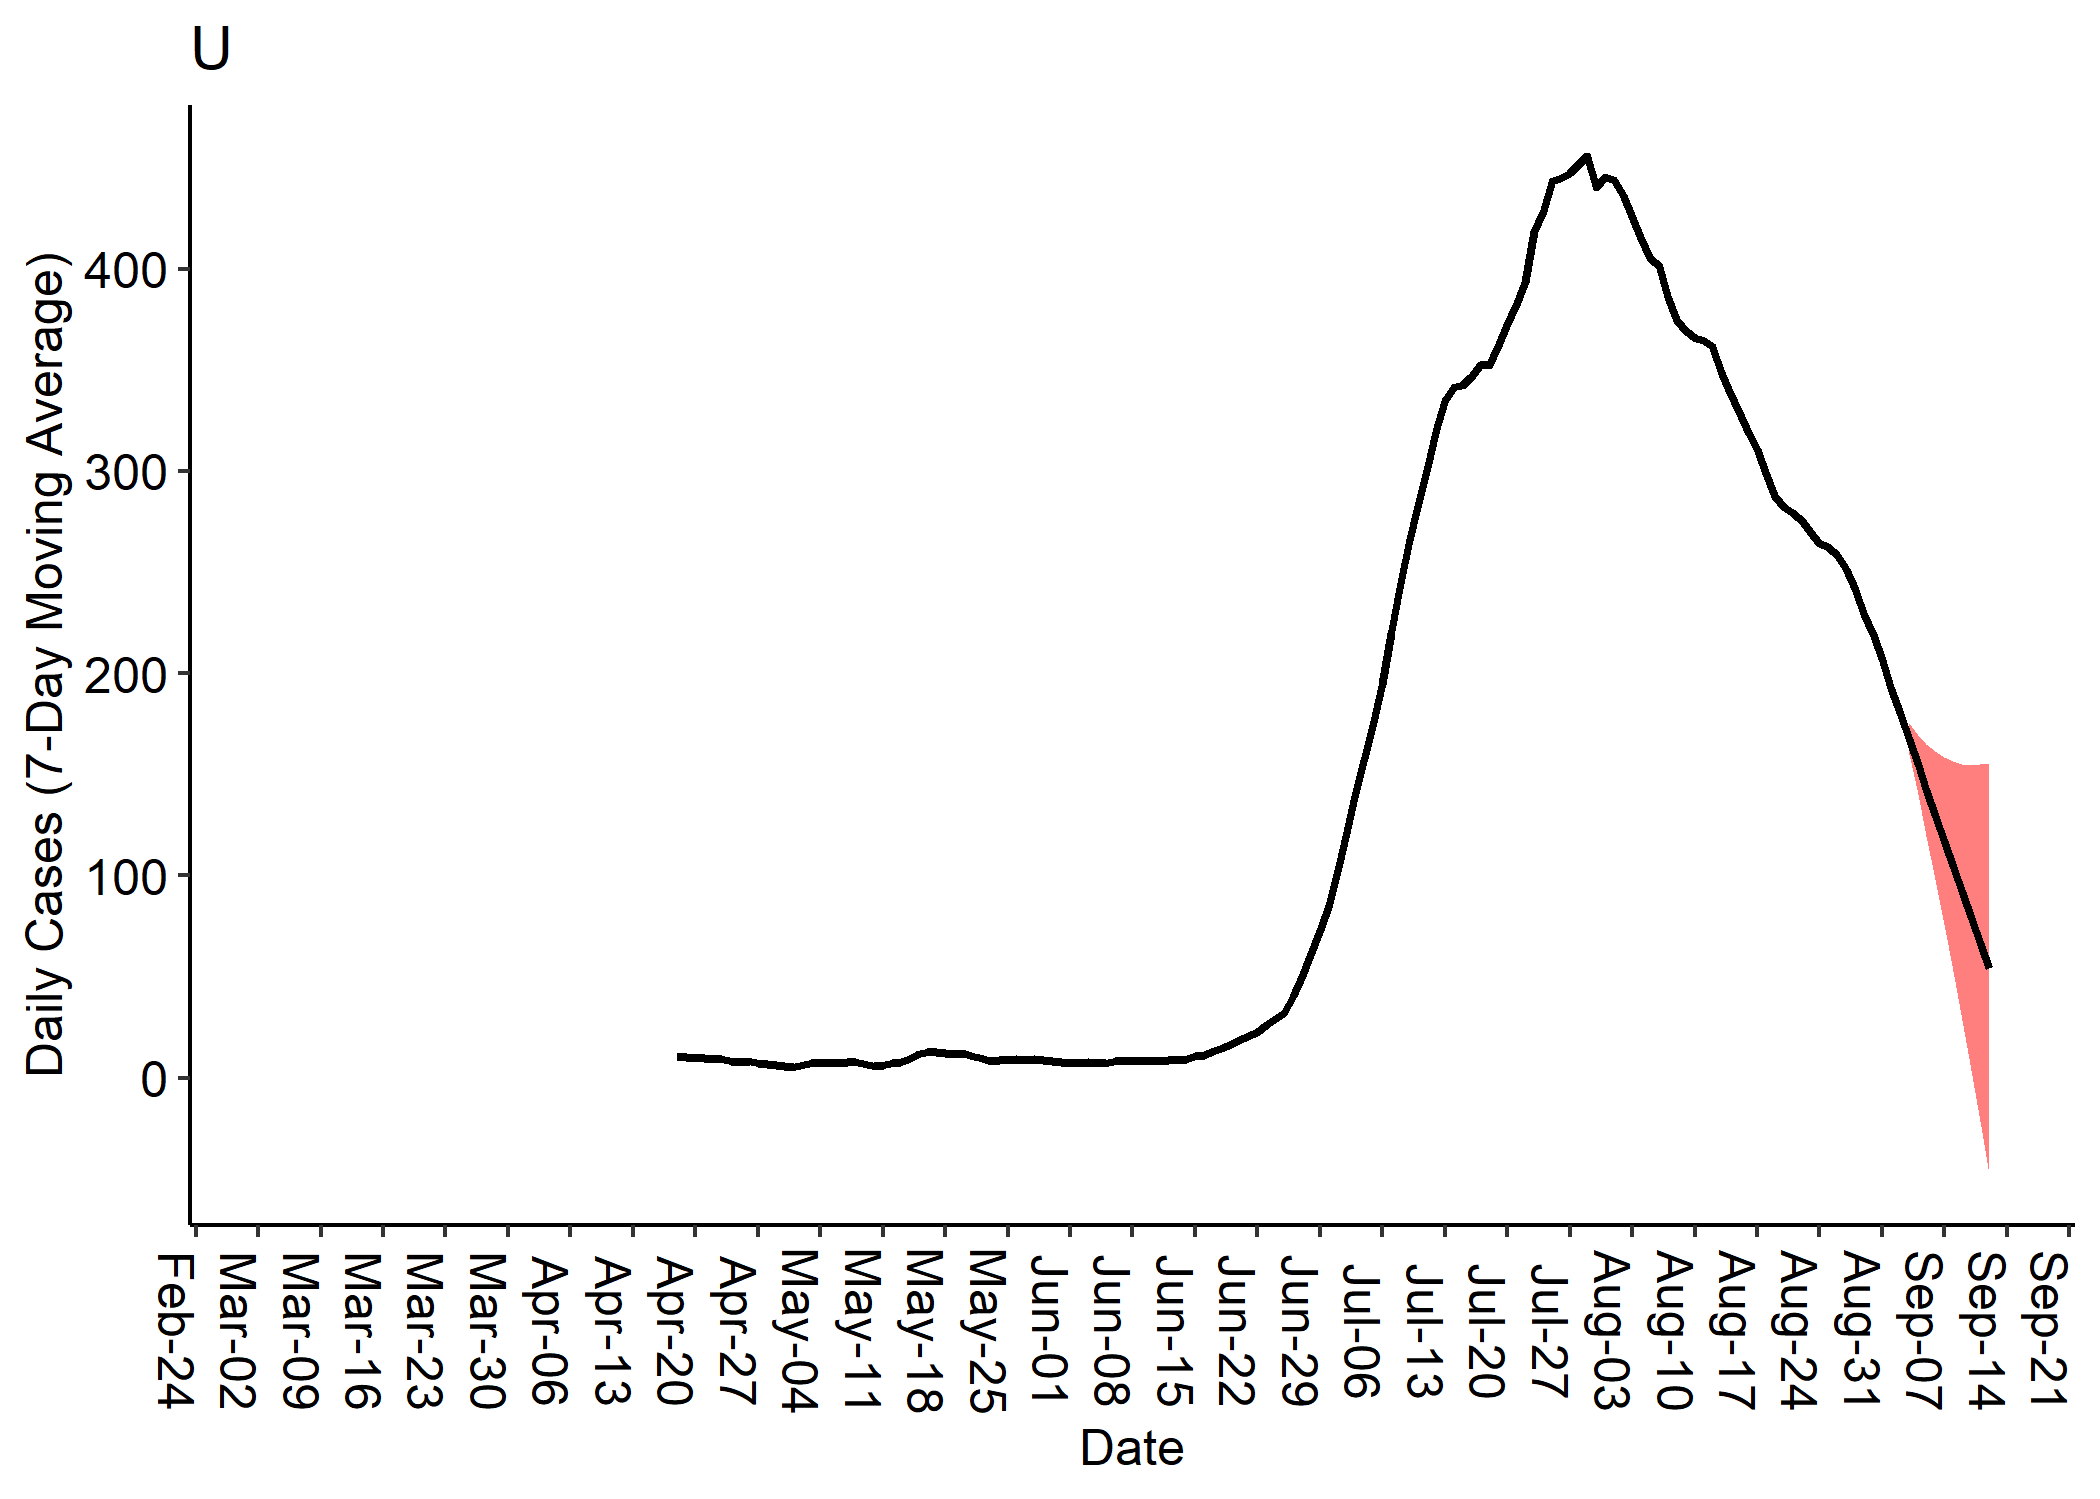 U
Daily Cases (7-Day Moving Average)
400
300
200
100
0
Feb-24
Mar-02
Mar-09
Mar-16
Mar-23
Mar-30
Apr-06
Apr-13
Apr-20
Apr-27
May-04
May-11
May-18
May-25
Jun-01
Jun-08
Jun-15
Jun-22
Jun-29
Jul-06
Jul-13
Jul-20
Jul-27
Aug-03
Aug-10
Aug-17
Aug-24
Aug-31
Sep-07
Sep-14
Sep-21
Date